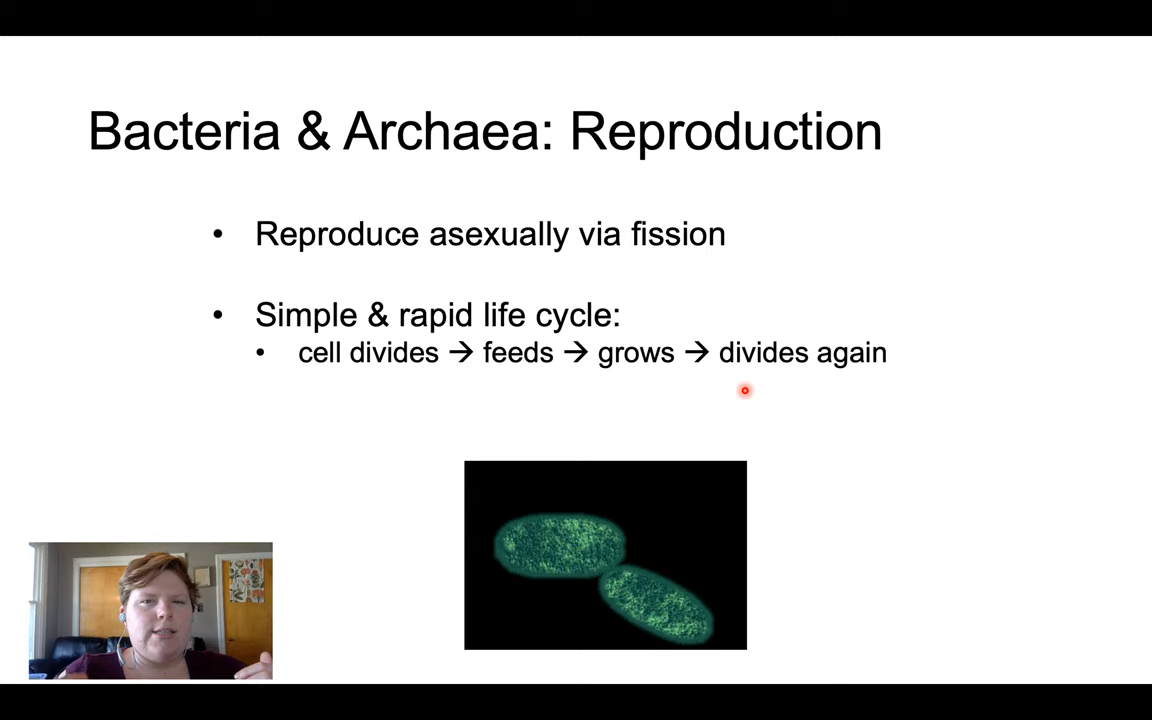 Bacteria & Archaea: Reproduction
• Reproduce asexually via fission
• Simple & rapid life cycle:
• cell divides → feeds → grows → divides again